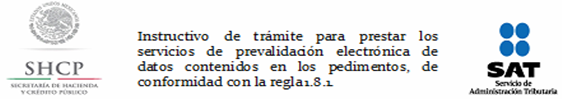 Instructivo de trámite para prestar los
servicios de prevalidación electrónica de
datos contenidos en los pedimentos, de
conformidad con la regla1.8.1.
SHCP
SECRETARÍA DE HACIENDA
Y CRÉDITO PÚBLICO
SAT
Servicio de
Administración Tributaria